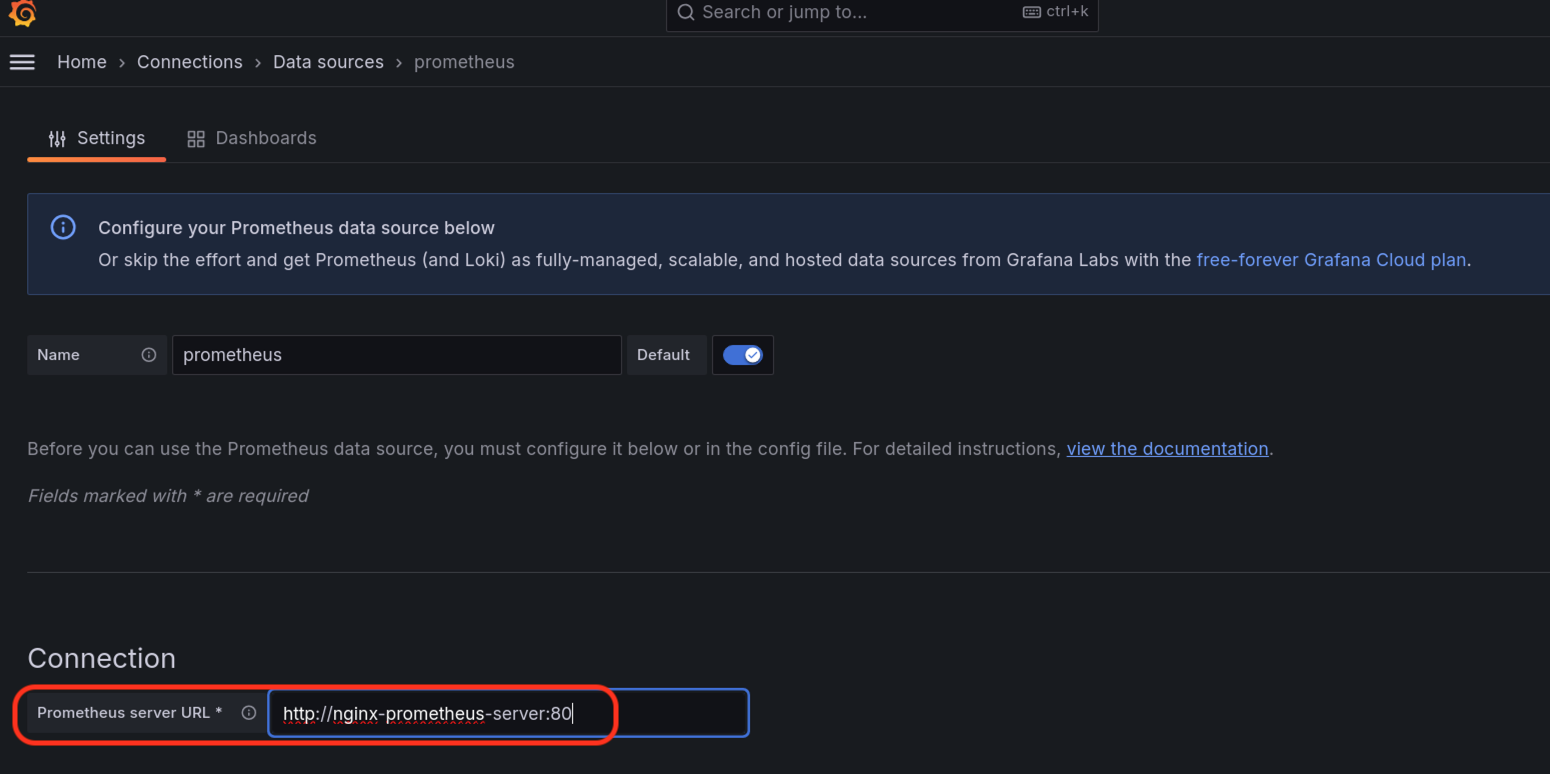 Search or jump to... ctrl+k
Home › Connections › Data sources › prometheus
Settings Dashboards
Configure your Prometheus data source below
Or skip the effort and get Prometheus (and Loki) as fully-managed, scalable, and hosted data sources from Grafana Labs with the free-forever Grafana Cloud plan.
Name prometheus Default
Before you can use the Prometheus data source, you must configure it below or in the config file. For detailed instructions, view the documentation.
Fields marked with * are required
Connection
Prometheus server URL * http://nginx-prometheus-server:80